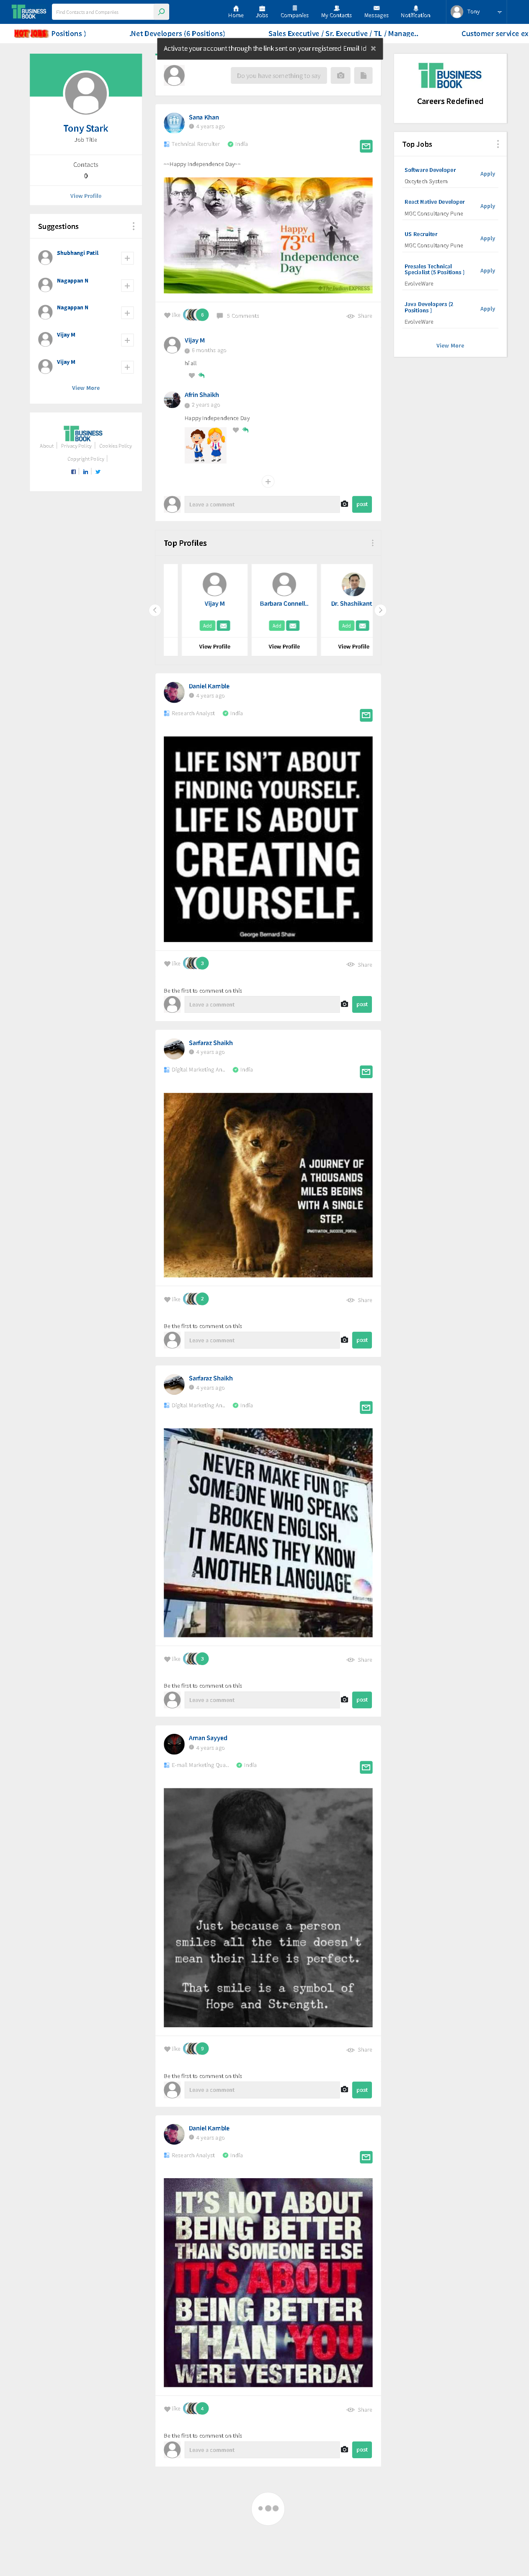 BUSINESS
BOOK
Find Contacts and Companies
Home
Jobs
Companies
My Contacts
Messages
Notification
Tony
HOT JOBS
Positions )
.Net Developers (6 Positions)
Sales Executive / Sr. Executive / TL / Manage..
Customer service ex
Activate your account through the link sent on your registered Email Id
×
Tony Stark
Job Title
Contacts
0
View Profile
Suggestions
Shubhangi Patil
Nagappan N
Nagappan N
Vijay M
Vijay M
View More
BUSINESS
BOOK
About
Privacy Policy
Cookies Policy
Copyright Policy
Do you have something to say
Sana Khan
4 years ago
Technical Recruiter
India
~~Happy Independence Day~~
Happy
73rd
Independence
Day
like
6
9 Comments
Share
Vijay M
6 months ago
hi all
Afrin Shaikh
2 years ago
Happy Independence Day
Leave a comment
post
Top Profiles
Vijay M
Add
View Profile
Barbara Connell..
Add
View Profile
Dr. Shashikant
Add
View Profile
Daniel Kamble
4 years ago
Research Analyst
India
LIFE ISN'T ABOUT
FINDING YOURSELF.
LIFE IS ABOUT
CREATING
YOURSELF.
George Bernard Shaw
like
3
Share
Be the first to comment on this
Leave a comment
post
Sarfaraz Shaikh
4 years ago
Digital Marketing An..
India
A JOURNEY OF
A THOUSANDS
MILES BEGINS
WITH A SINGLE
STEP.
like
2
Share
Be the first to comment on this
Leave a comment
post
Sarfaraz Shaikh
4 years ago
Digital Marketing An..
India
NEVER MAKE FUN OF
SOMEONE WHO SPEAKS
BROKEN ENGLISH.
IT MEANS THEY KNOW
ANOTHER LANGUAGE
like
3
Share
Be the first to comment on this
Leave a comment
post
Aman Sayyed
4 years ago
E-mail Marketing Qua..
India
Just because a person
smiles all the time doesn't
mean their life is perfect.
That smile is a symbol of
Hope and Strength.
like
3
Share
Be the first to comment on this
Leave a comment
post
Daniel Kamble
4 years ago
Research Analyst
India
IT'S NOT ABOUT
BEING BETTER
THAN SOMEONE ELSE
IT'S ABOUT
BEING BETTER
THAN YOU
WERE YESTERDAY
like
4
Share
Be the first to comment on this
Leave a comment
post
BUSINESS
BOOK
Careers Redefined
Top Jobs
Software Developer
Apply
Oxcytech System
React Native Developer
Apply
MGC Consultancy Pune
US Recruiter
Apply
MGC Consultancy Pune
Presales Technical
Specialist (5 Positions )
Apply
EvolveWare
Java Developers (2
Positions )
Apply
EvolveWare
View More